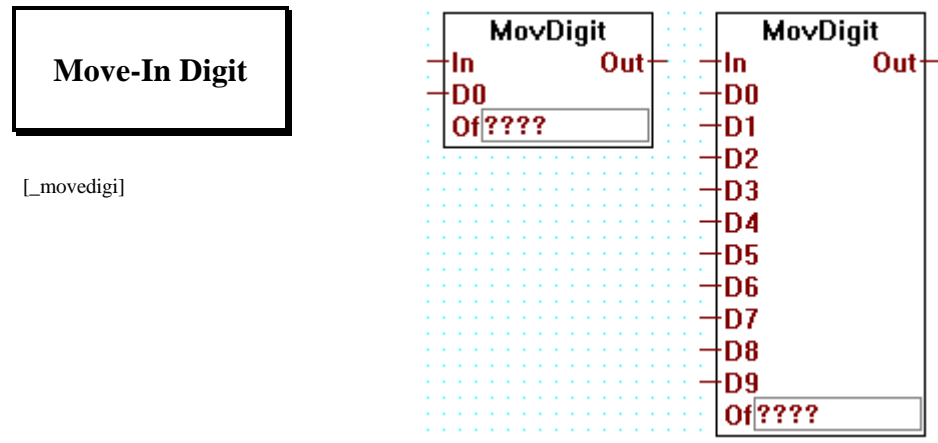 Move-In Digit
[_movedigi]
MovDigit
In Out
D0
Of ????
MovDigit
In Out
D0
D1
D2
D3
D4
D5
D6
D7
D8
D9
Of ????